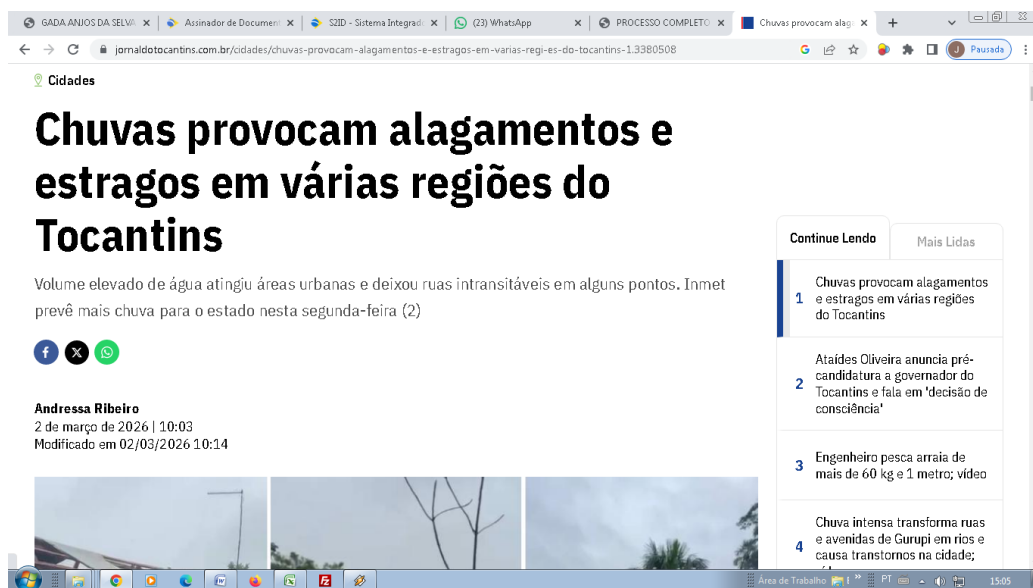 GADA ANJOS DA SELVA
Assinador de Document
S2ID - Sistema Integrado
(23) WhatsApp
PROCESSO COMPLETO
Chuvas provocam alag
jornaldotocantins.com.br/cidades/chuvas-provocam-alagamentos-e-estragos-em-varias-regi-es-do-tocantins-1.3380508
J
Pausada
Cidades
Chuvas provocam alagamentos e
estragos em várias regiões do
Tocantins
Volume elevado de água atingiu áreas urbanas e deixou ruas intransitáveis em alguns pontos. Inmet
prevê mais chuva para o estado nesta segunda-feira (2)
Andressa Ribeiro
2 de março de 2026 | 10:03
Modificado em 02/03/2026 10:14
Continue Lendo
Mais Lidas
1
Chuvas provocam alagamentos
e estragos em várias regiões
do Tocantins
2
Ataídes Oliveira anuncia pré-
candidatura a governador do
Tocantins e fala em 'decisão de
consciência'
3
Engenheiro pesca arraia de
mais de 60 kg e 1 metro; vídeo
4
Chuva intensa transforma ruas
e avenidas de Gurupi em rios e
causa transtornos na cidade;
Área de Trabalho
PT
15:05